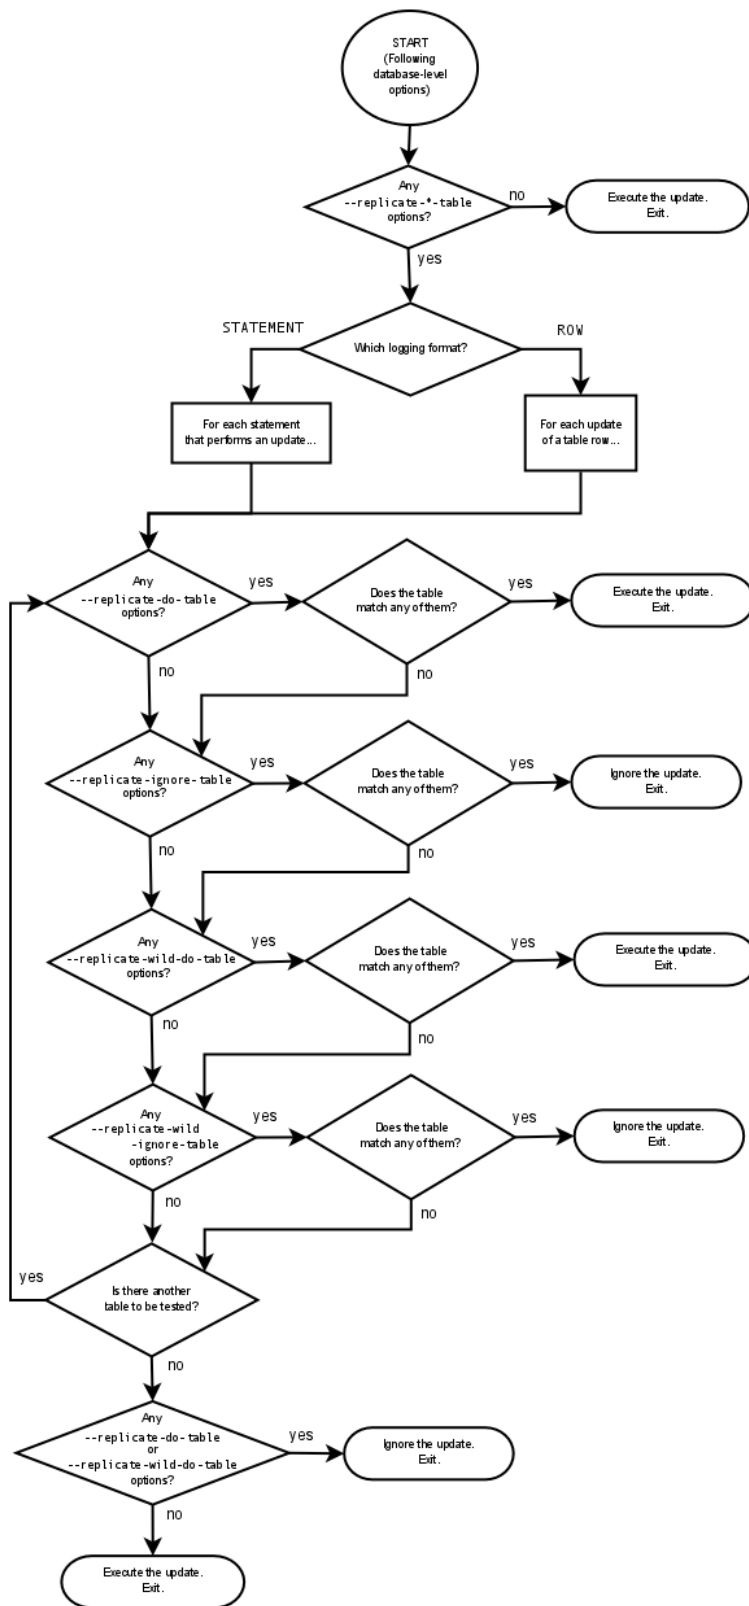 START
(Following
database-level
options)
Any
--replicate-*-table
options?
no
Execute the update.
Exit.
yes
STATEMENT
ROW
Which logging format?
For each statement
that performs an update...
For each update
of a table row...
Any
--replicate-do-table
options?
yes
Does the table
match any of them?
yes
Execute the update.
Exit.
no
no
Any
--replicate-ignore-table
options?
yes
Does the table
match any of them?
yes
Ignore the update.
Exit.
no
no
Any
--replicate-wild-do-table
options?
yes
Does the table
match any of them?
yes
Execute the update.
Exit.
no
no
Any
--replicate-wild
-ignore-table
options?
yes
Does the table
match any of them?
yes
Ignore the update.
Exit.
no
no
yes
Is there another
table to be tested?
no
Any
--replicate-do-table
or
--replicate-wild-do-table
options?
yes
Ignore the update.
Exit.
no
Execute the update.
Exit.